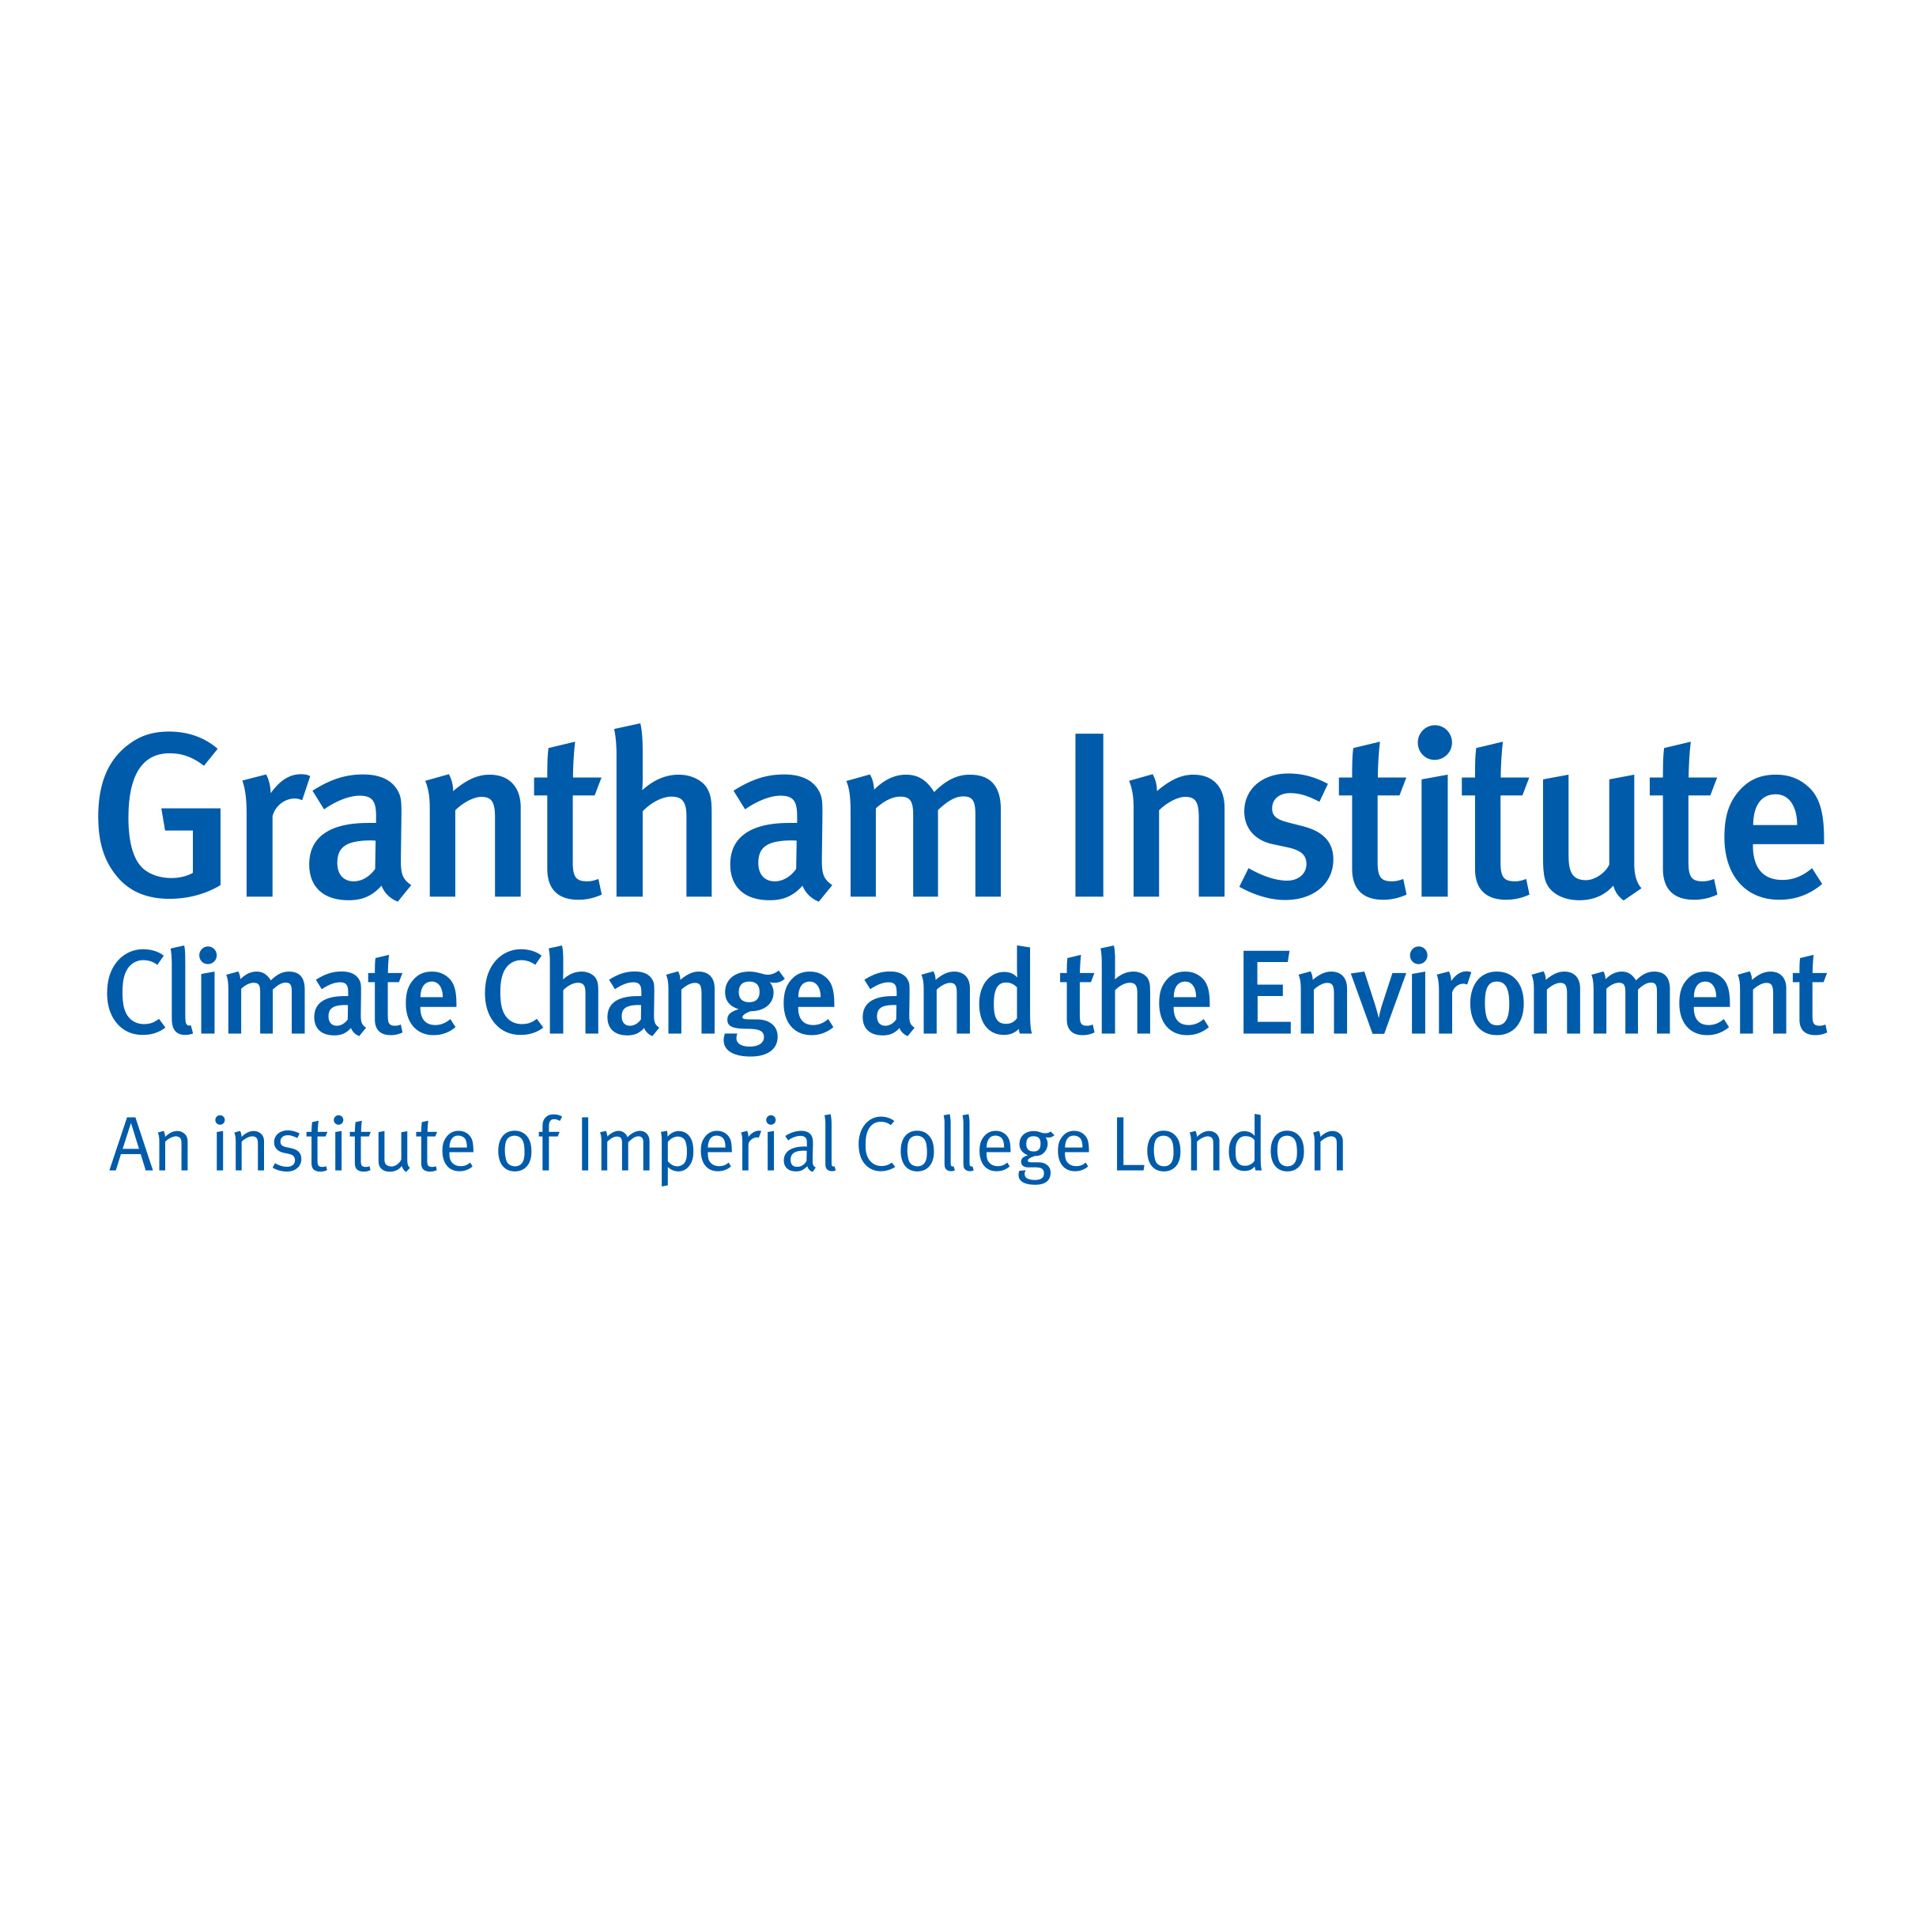 Grantham Institute
Climate Change and the Environment
An institute of Imperial College London